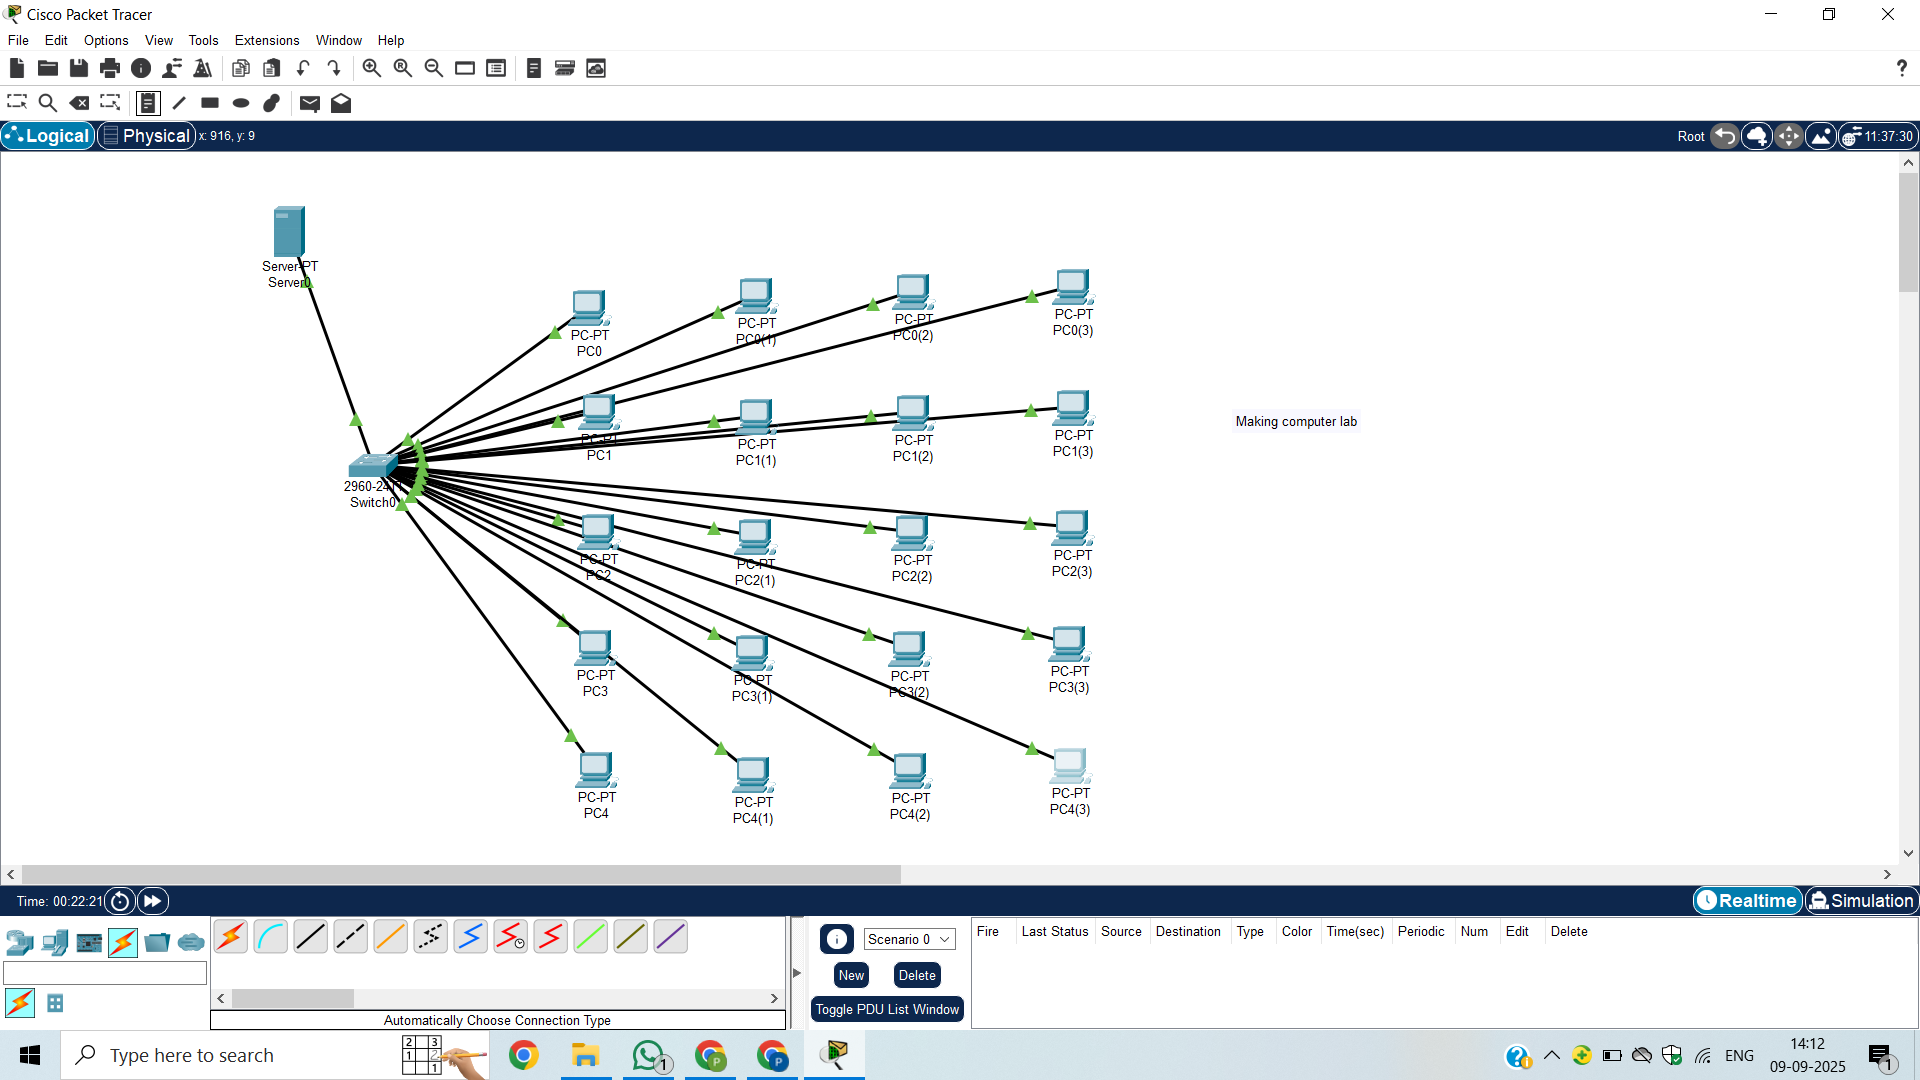 Cisco Packet Tracer
File Edit Options View Tools Extensions Window Help
?
Logical Physical x: 916, y: 9 Root 11:37:30
Server-PT
Server0
PC-PT
PC0
PC-PT
PC0(1)
PC-PT
PC0(2)
PC-PT
PC0(3)
PC-PT
PC1
PC-PT
PC1(1)
PC-PT
PC1(2)
PC-PT
PC1(3)
Making computer lab
2960-24TT
Switch0
PC-PT
PC2
PC-PT
PC2(1)
PC-PT
PC2(2)
PC-PT
PC2(3)
PC-PT
PC3
PC-PT
PC3(1)
PC-PT
PC3(2)
PC-PT
PC3(3)
PC-PT
PC4
PC-PT
PC4(1)
PC-PT
PC4(2)
PC-PT
PC4(3)
Time: 00:22:21 Realtime Simulation
Scenario 0
New Delete
Toggle PDU List Window
Fire Last Status Source Destination Type Color Time(sec) Periodic Num Edit Delete
Automatically Choose Connection Type
Type here to search
ENG
14:12
09-09-2025
1
1